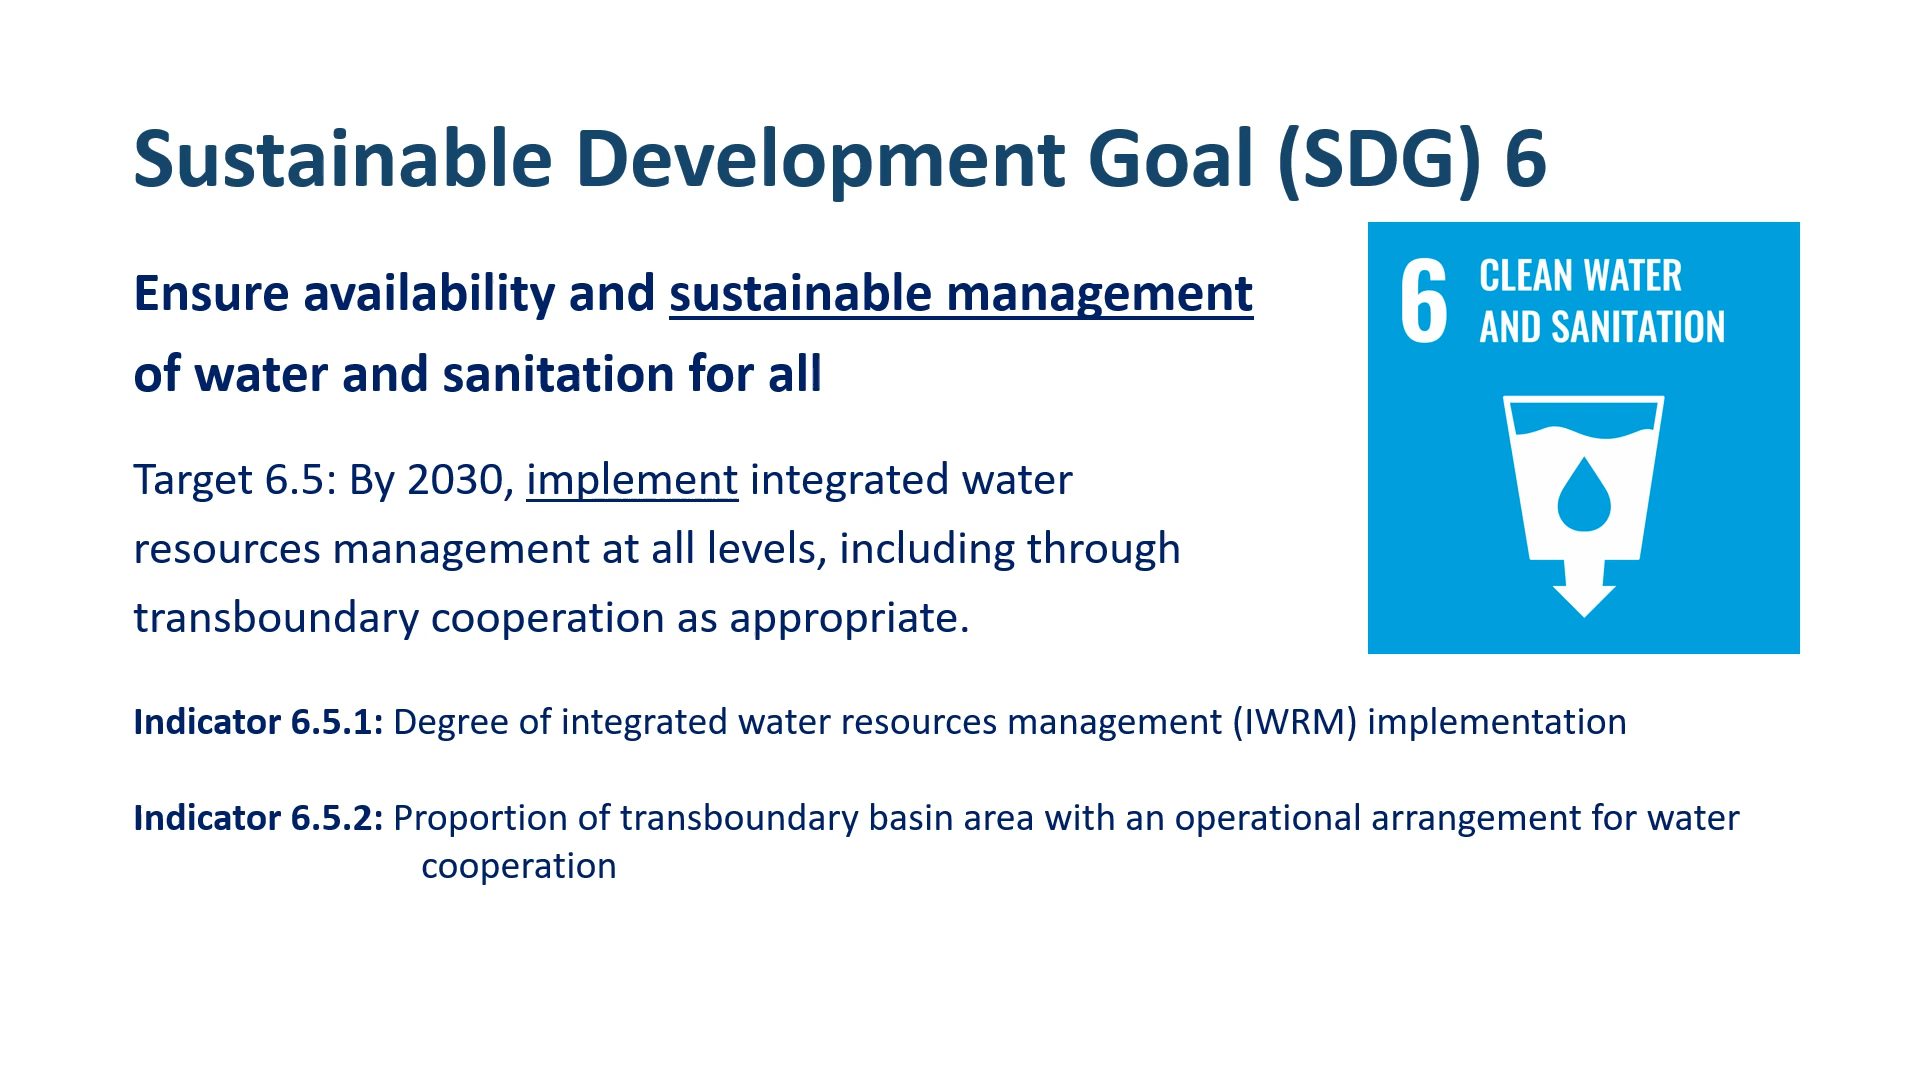 Sustainable Development Goal (SDG) 6
Ensure availability and sustainable management
of water and sanitation for all
6 CLEAN WATER
AND SANITATION
Target 6.5: By 2030, implement integrated water
resources management at all levels, including through
transboundary cooperation as appropriate.
Indicator 6.5.1: Degree of integrated water resources management (IWRM) implementation
Indicator 6.5.2: Proportion of transboundary basin area with an operational arrangement for water
cooperation